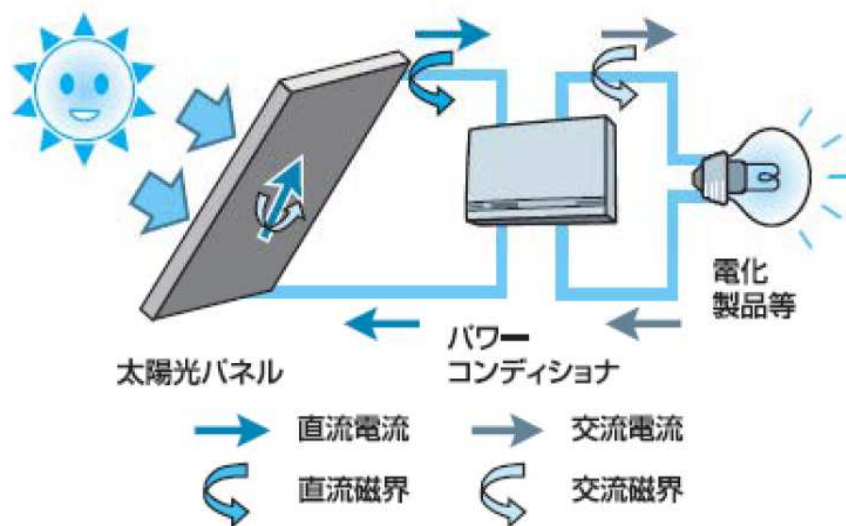 電化
製品等
太陽光パネル
パワー
コンディショナ
直流電流
交流電流
直流磁界
交流磁界